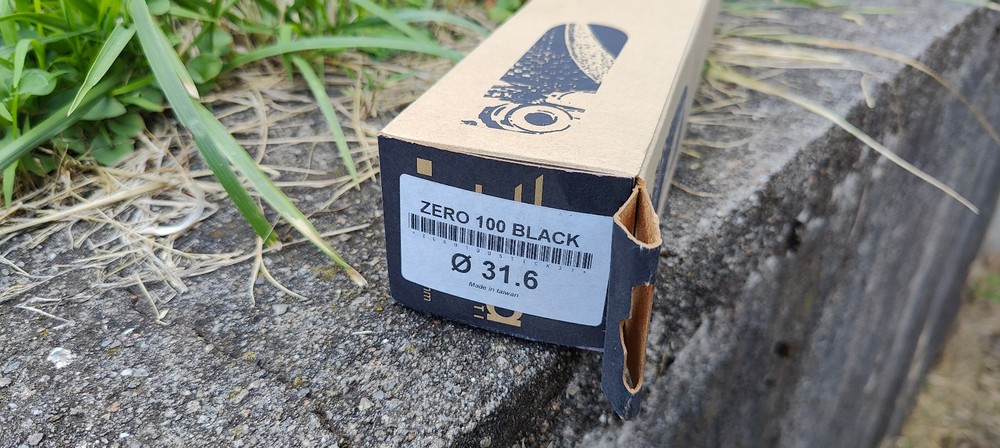 ZERO 100 BLACK
Ø 31.6
Made in taiwan